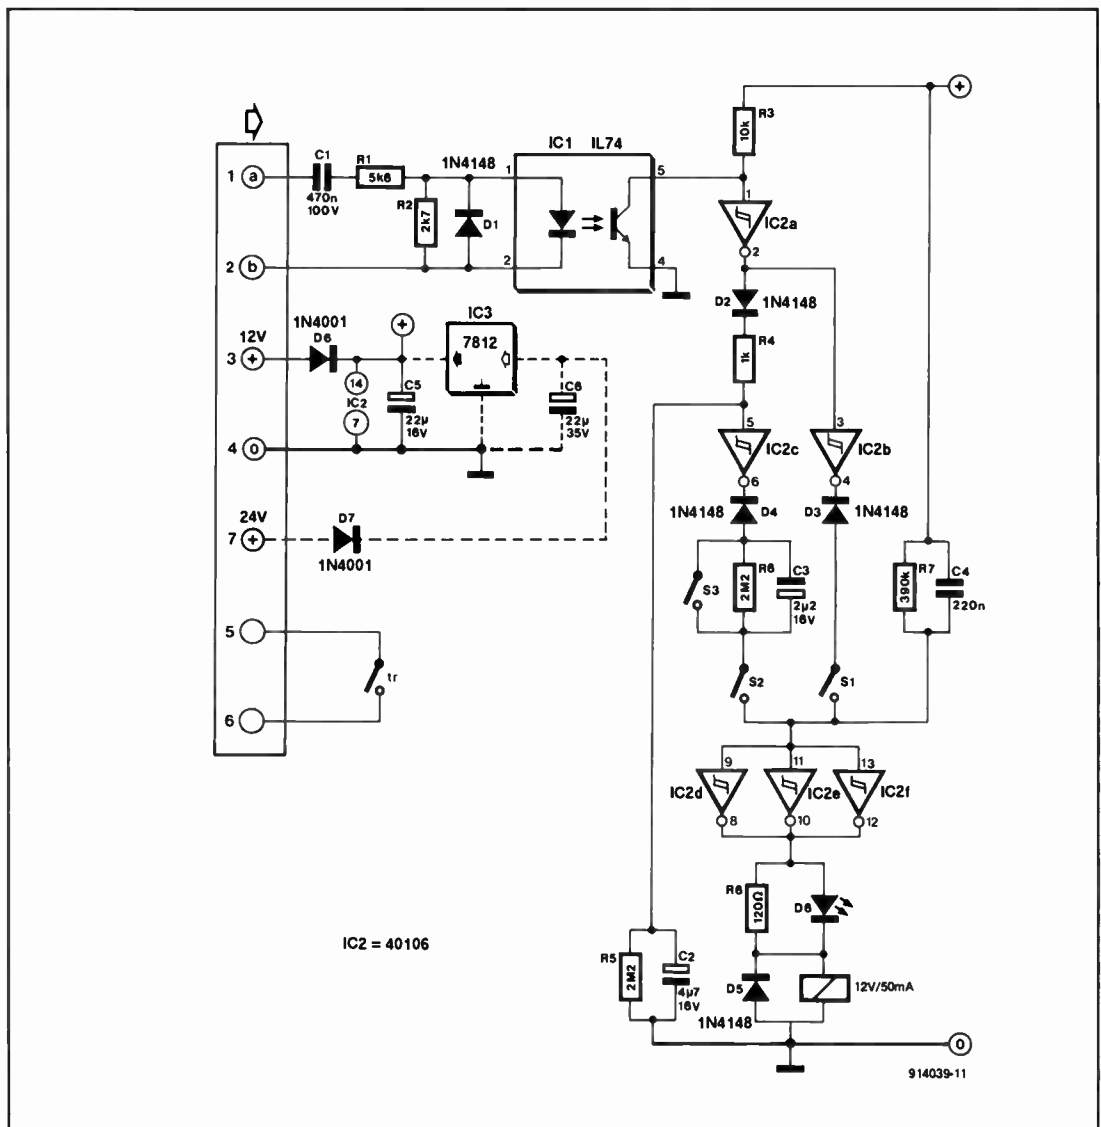 R3
10k
+
IC1 IL74
1N4148
C1
470n
100V
R1
5k6
R2
2k7
D1
1
2
5
4
1 a
2 b
12V
3 +
4 0
24V
7 +
5
6
1N4001
D6
+
14
IC2
7
C5
22µ
16V
IC3
7812
C6
22µ
35V
D7
1N4001
tr
1
IC2a
2
D2
1N4148
R4
1k
5
IC2c
6
3
IC2b
4
1N4148
D4
D3
1N4148
S3
R6
2M2
C3
2µ2
16V
R7
390k
C4
220n
S2
S1
9
11
13
IC2d
IC2e
IC2f
8
10
12
R6
120Ω
D6
D5
1N4148
12V/50mA
R5
2M2
C2
4µ7
16V
IC2 = 40106
0
914039-11